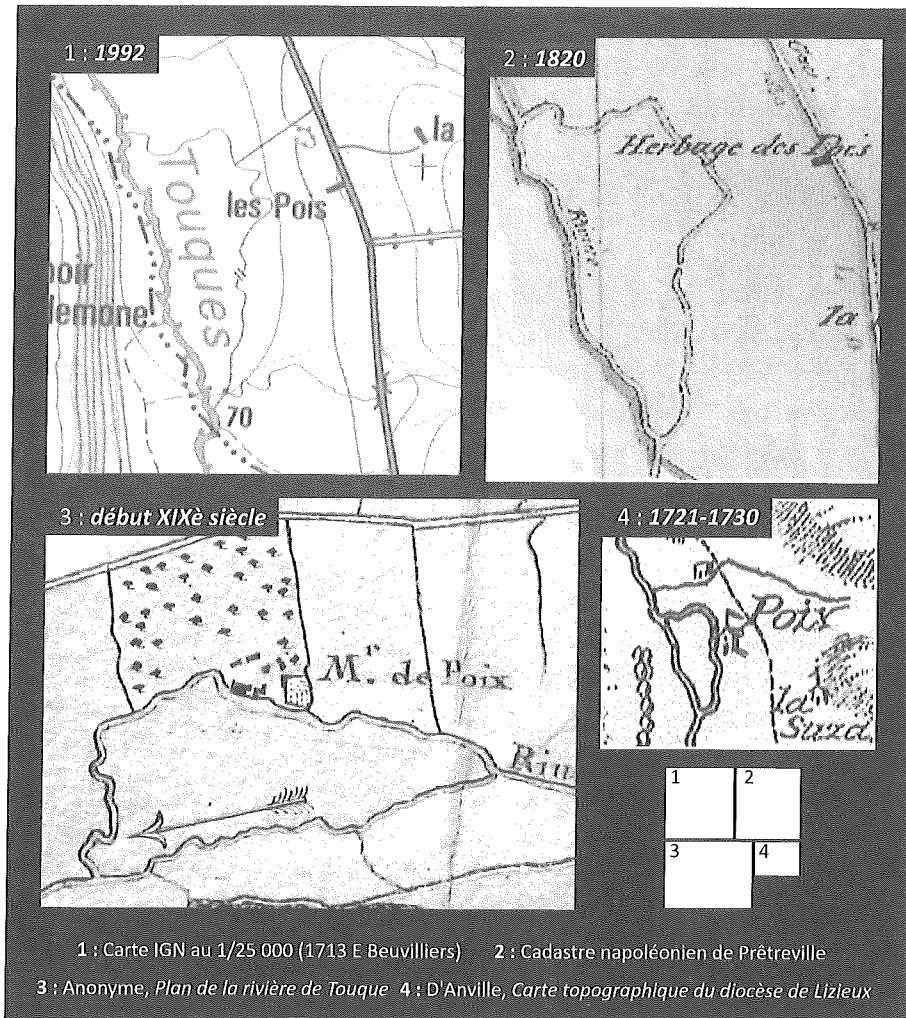 1 : 1992
la
Touques
les Pois
oir
lemone
70
2 : 1820
Herbage des Pois
la
3 : début XIXè siècle
Mⁿ. de Poix
4 : 1721-1730
Poix
la
Suzd
1
2
3
4
1 : Carte IGN au 1/25 000 (1713 E Beuvilliers) 2 : Cadastre napoléonien de Prêtreville
3 : Anonyme, Plan de la rivière de Touque 4 : D'Anville, Carte topographique du diocèse de Lizieux